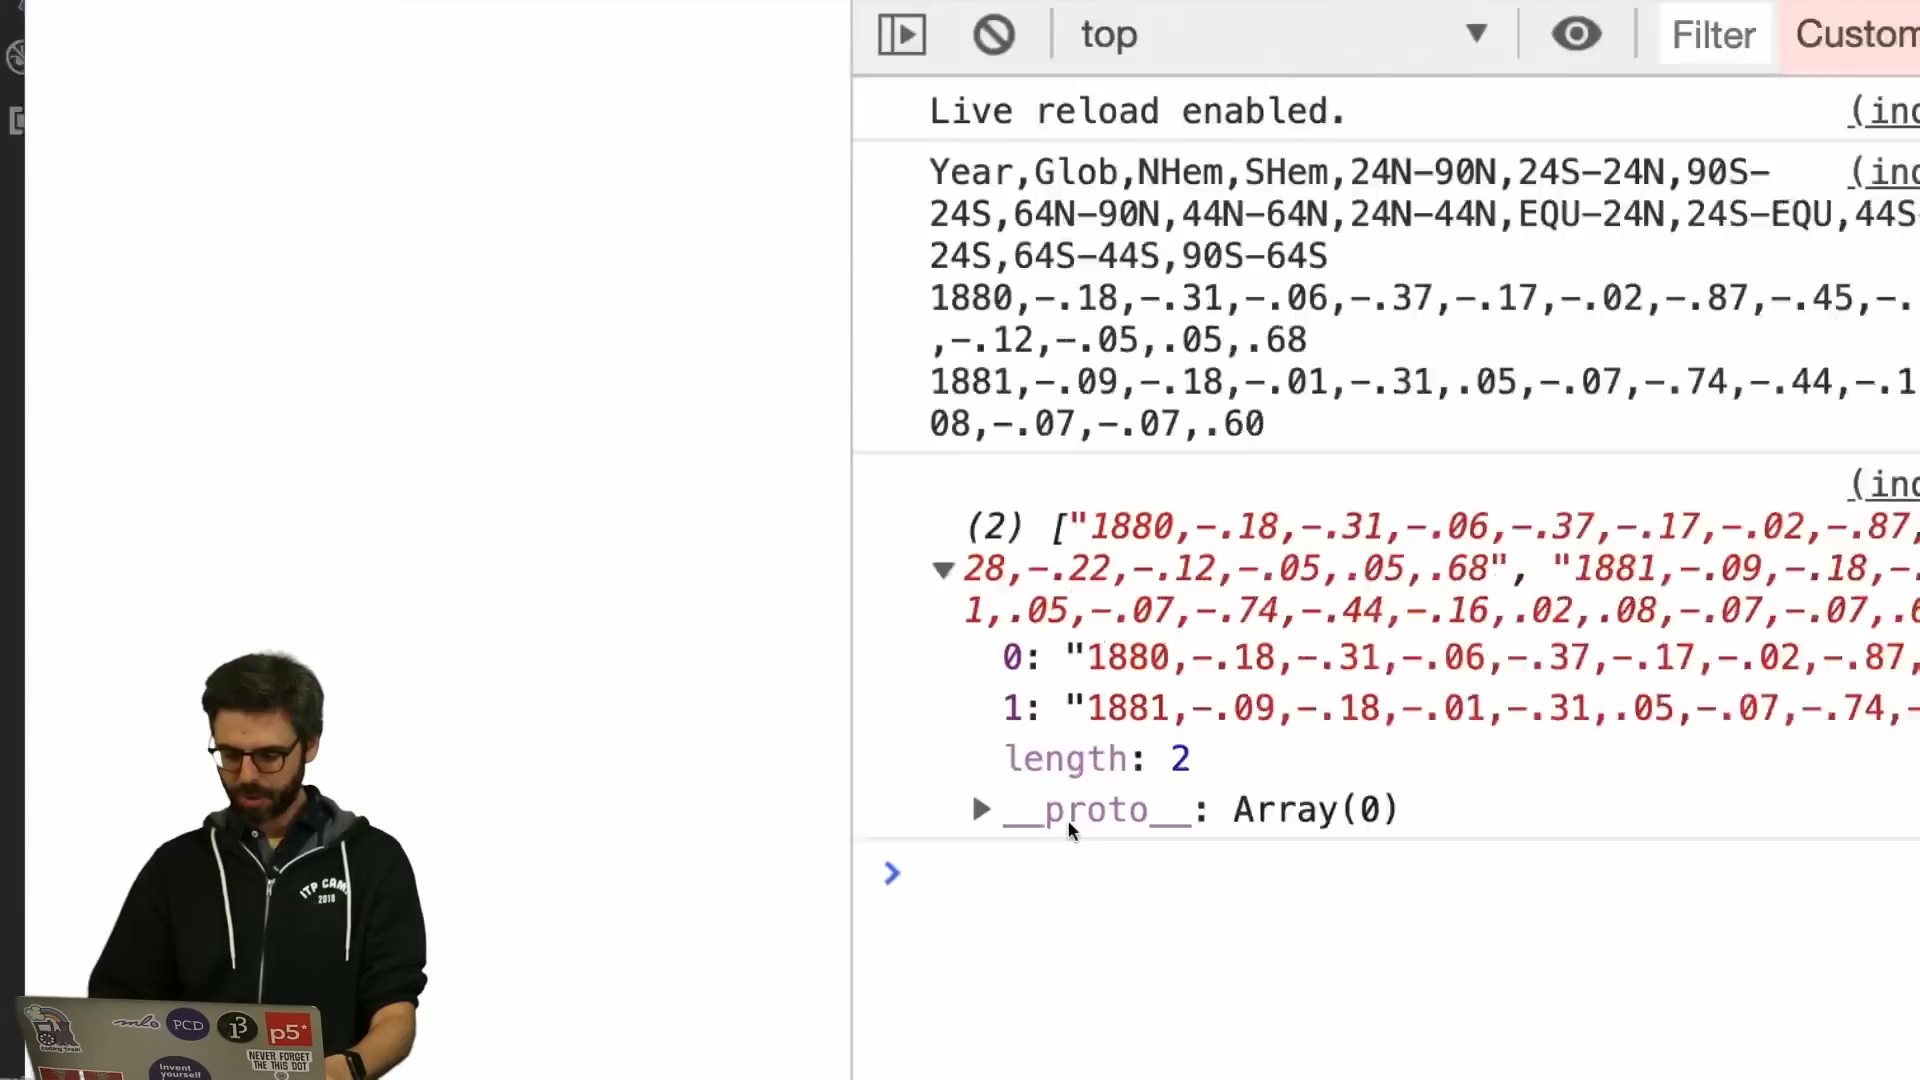 top
Filter
Custom
Live reload enabled.
(ind
Year,Glob,NHem,SHem,24N-90N,24S-24N,90S-
(ind
24S,64N-90N,44N-64N,24N-44N,EQU-24N,24S-EQU,44S-
24S,64S-44S,90S-64S
1880,-.18,-.31,-.06,-.37,-.17,-.02,-.87,-.45,-.
,-.12,-.05,.05,.68
1881,-.09,-.18,-.01,-.31,.05,-.07,-.74,-.44,-.1
08,-.07,-.07,.60
(ind
(2) ["1880,-.18,-.31,-.06,-.37,-.17,-.02,-.87,
28,-.22,-.12,-.05,.05,.68", "1881,-.09,-.18,-.
1,.05,-.07,-.74,-.44,-.16,.02,.08,-.07,-.07,.6
0: "1880,-.18,-.31,-.06,-.37,-.17,-.02,-.87,
1: "1881,-.09,-.18,-.01,-.31,.05,-.07,-.74,-
length: 2
__proto__: Array(0)
>
ITP CAMP
2018
PCD
p5*
NEVER FORGET
THE THIS DOT
Invent
yourself